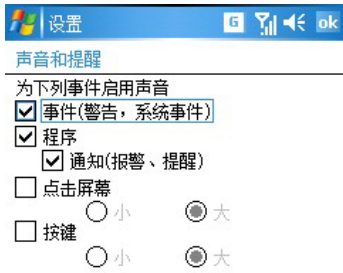 设置 G ok
声音和提醒
为下列事件启用声音
事件(警告，系统事件)
程序
通知(报警、提醒)
点击屏幕
小 大
按键
小 大